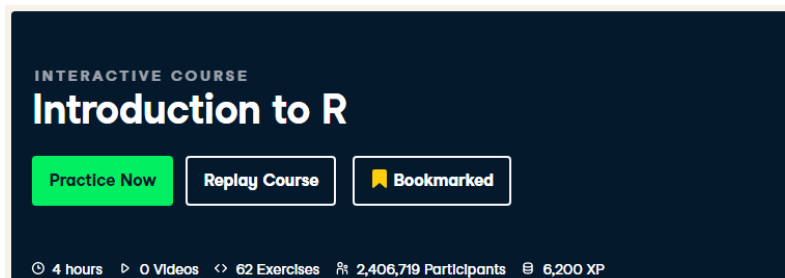 INTERACTIVE COURSE
Introduction to R
Practice Now Replay Course Bookmarked
4 hours 0 Videos 62 Exercises 2,406,719 Participants 6,200 XP